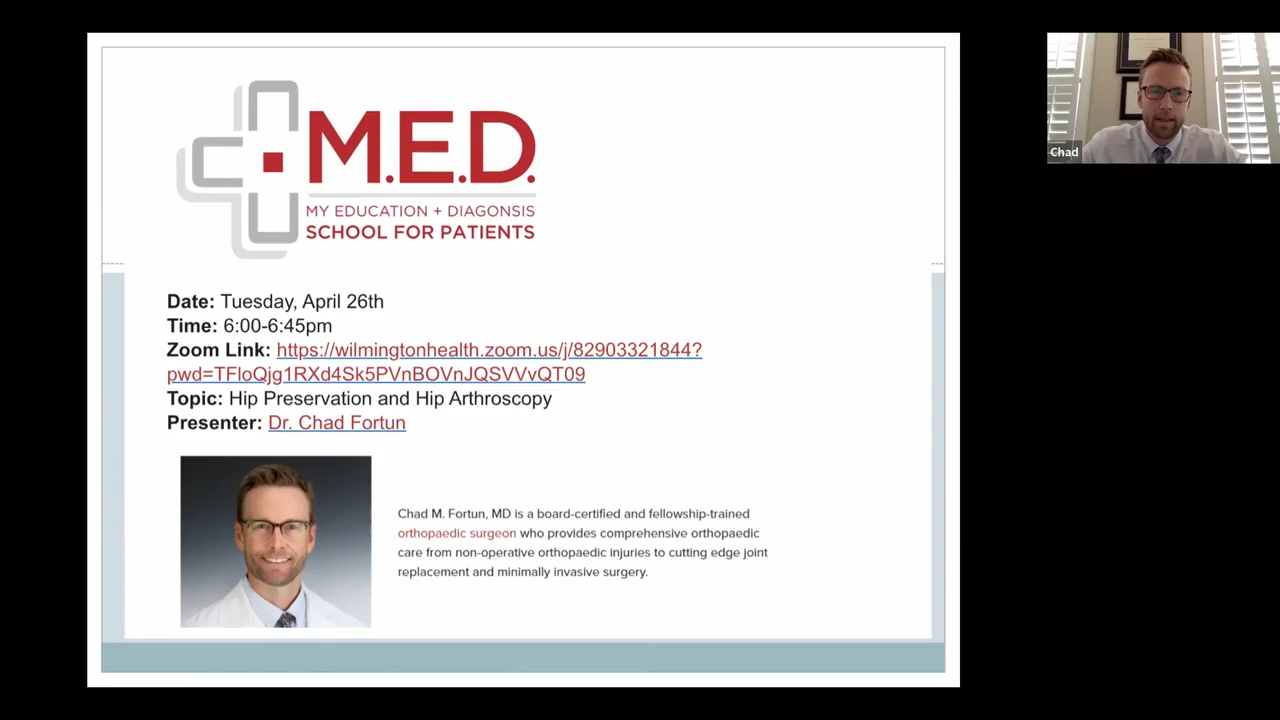 M.E.D.
MY EDUCATION + DIAGONSIS
SCHOOL FOR PATIENTS
Date: Tuesday, April 26th
Time: 6:00-6:45pm
Zoom Link: https://wilmingtonhealth.zoom.us/j/82903321844?
pwd=TFloQjg1RXd4Sk5PVnBOVnJQSVVvQT09
Topic: Hip Preservation and Hip Arthroscopy
Presenter: Dr. Chad Fortun
Chad M. Fortun, MD is a board-certified and fellowship-trained
orthopaedic surgeon who provides comprehensive orthopaedic
care from non-operative orthopaedic injuries to cutting edge joint
replacement and minimally invasive surgery.
Chad